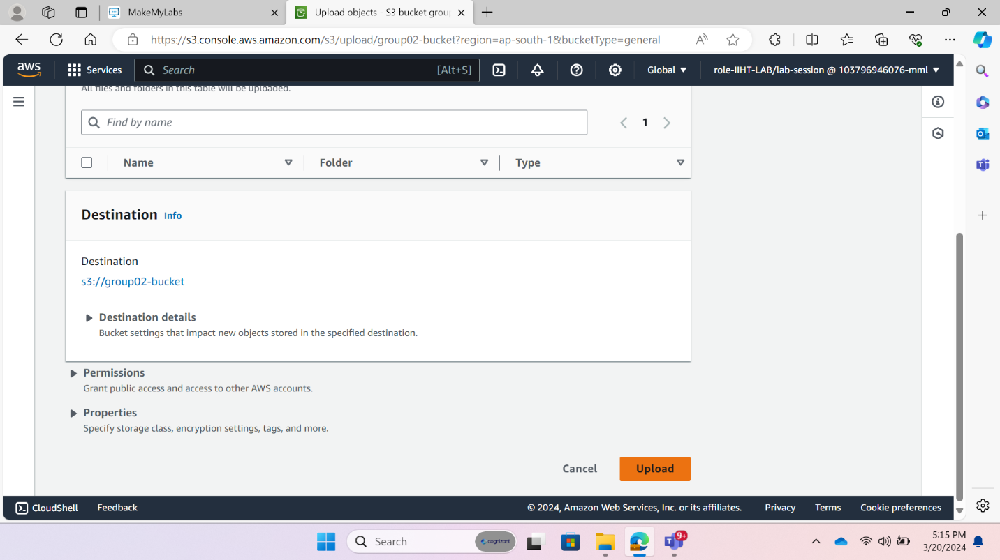 MakeMyLabs
Upload objects - S3 bucket grou
https://s3.console.aws.amazon.com/s3/upload/group02-bucket?region=ap-south-1&bucketType=general
aws
Services
Search
[Alt+S]
Global
role-IIHT-LAB/lab-session @ 103796946076-mml
All files and folders in this table will be uploaded.
Find by name
1
Name
Folder
Type
Destination Info
Destination
s3://group02-bucket
Destination details
Bucket settings that impact new objects stored in the specified destination.
Permissions
Grant public access and access to other AWS accounts.
Properties
Specify storage class, encryption settings, tags, and more.
Cancel
Upload
CloudShell
Feedback
© 2024, Amazon Web Services, Inc. or its affiliates.
Privacy
Terms
Cookie preferences
Search
cognizant
9+
5:15 PM
3/20/2024